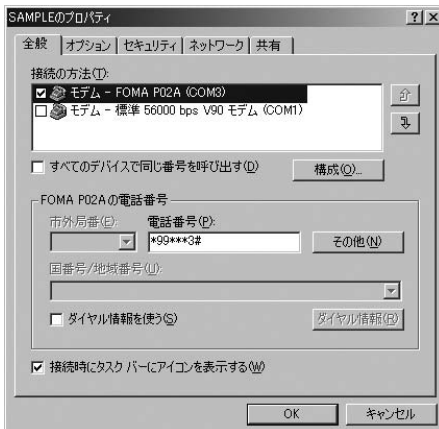 SAMPLEのプロパティ
全般 オプション セキュリティ ネットワーク 共有
接続の方法(T):
モデム - FOMA P02A (COM3)
モデム - 標準 56000 bps V90 モデム (COM1)
すべてのデバイスで同じ番号を呼び出す(D)
構成(O)...
FOMA P02Aの電話番号
市外局番(E): 電話番号(P):
*99***3# その他(N)
国番号/地域番号(U):
ダイヤル情報を使う(S) ダイヤル情報(R)
接続時にタスク バーにアイコンを表示する(W)
OK キャンセル